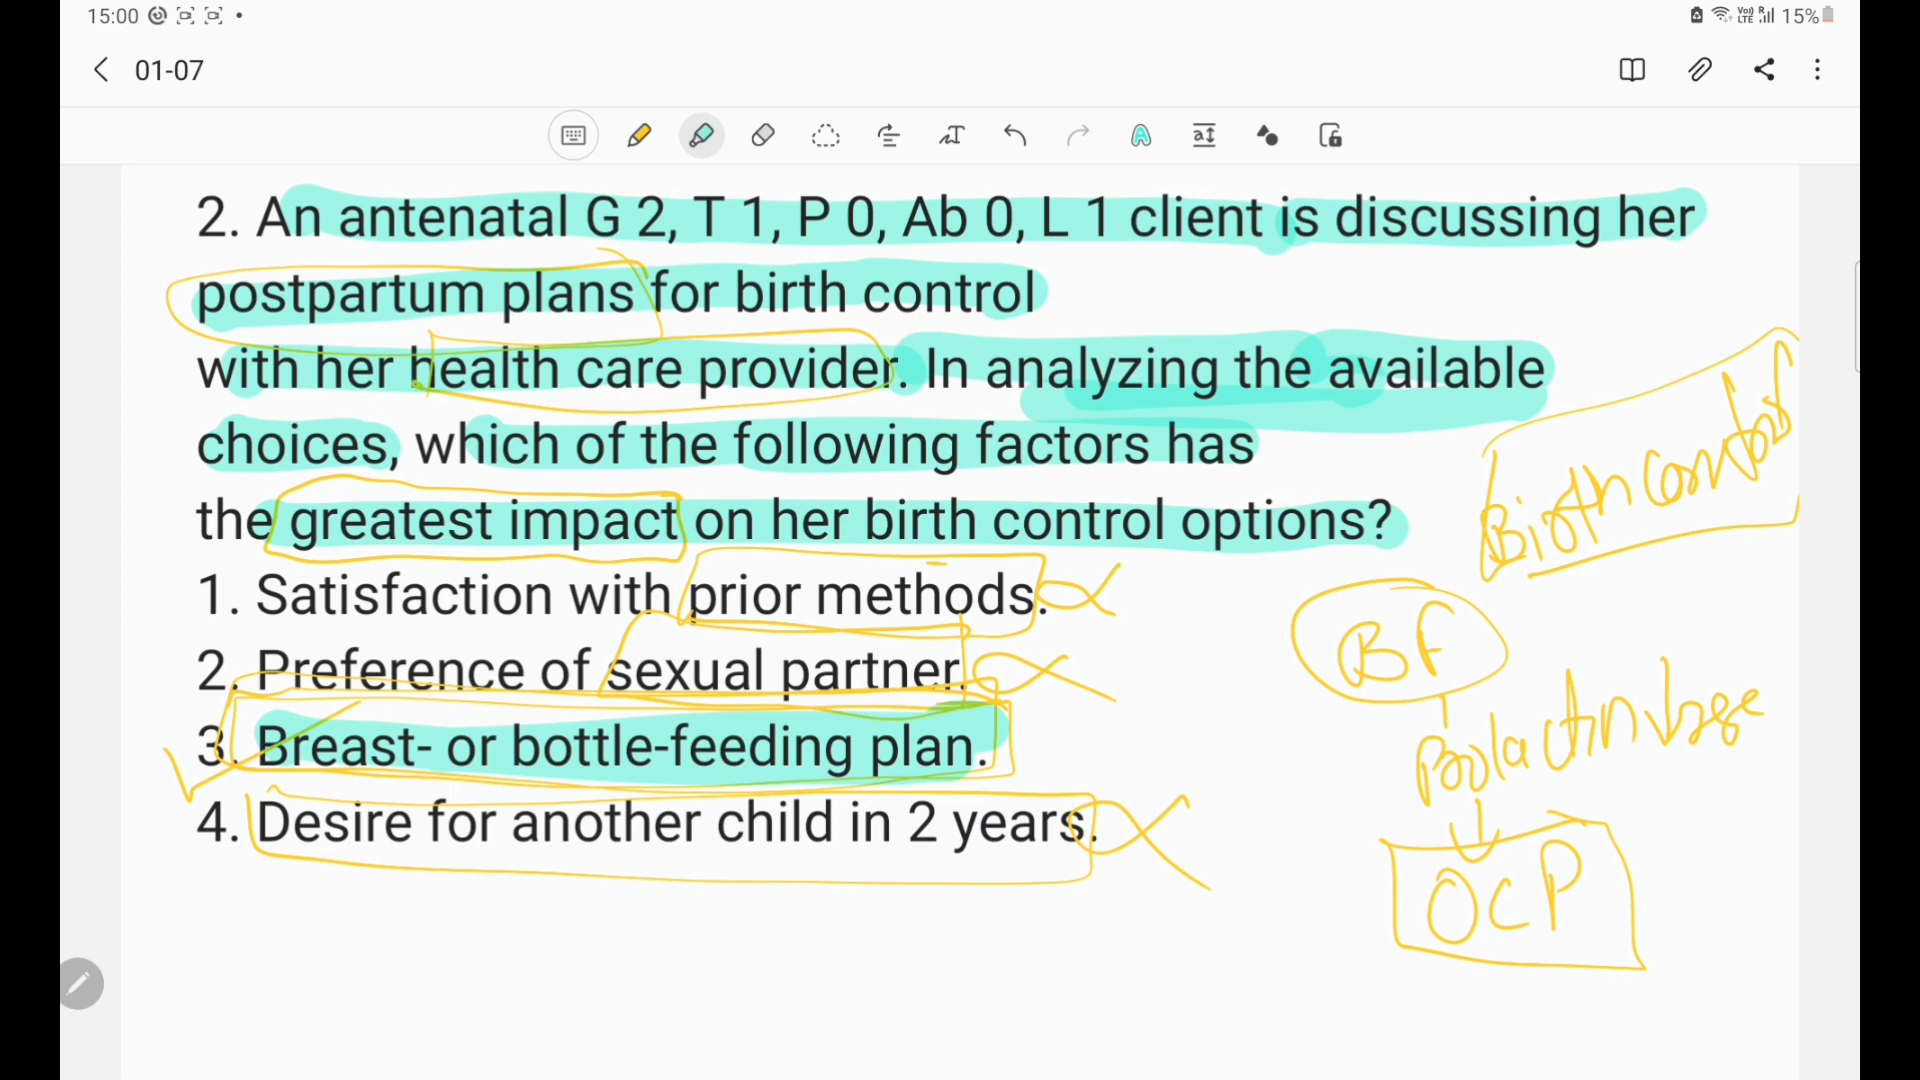 15:00
Vo) R
LTE 15%
01-07
2. An antenatal G 2, T 1, P 0, Ab 0, L 1 client is discussing her
postpartum plans for birth control
with her health care provider. In analyzing the available
choices, which of the following factors has
the greatest impact on her birth control options?
1. Satisfaction with prior methods.
2. Preference of sexual partner.
3. Breast- or bottle-feeding plan.
4. Desire for another child in 2 years.
Birth Control
BF
Prolactin
OCP